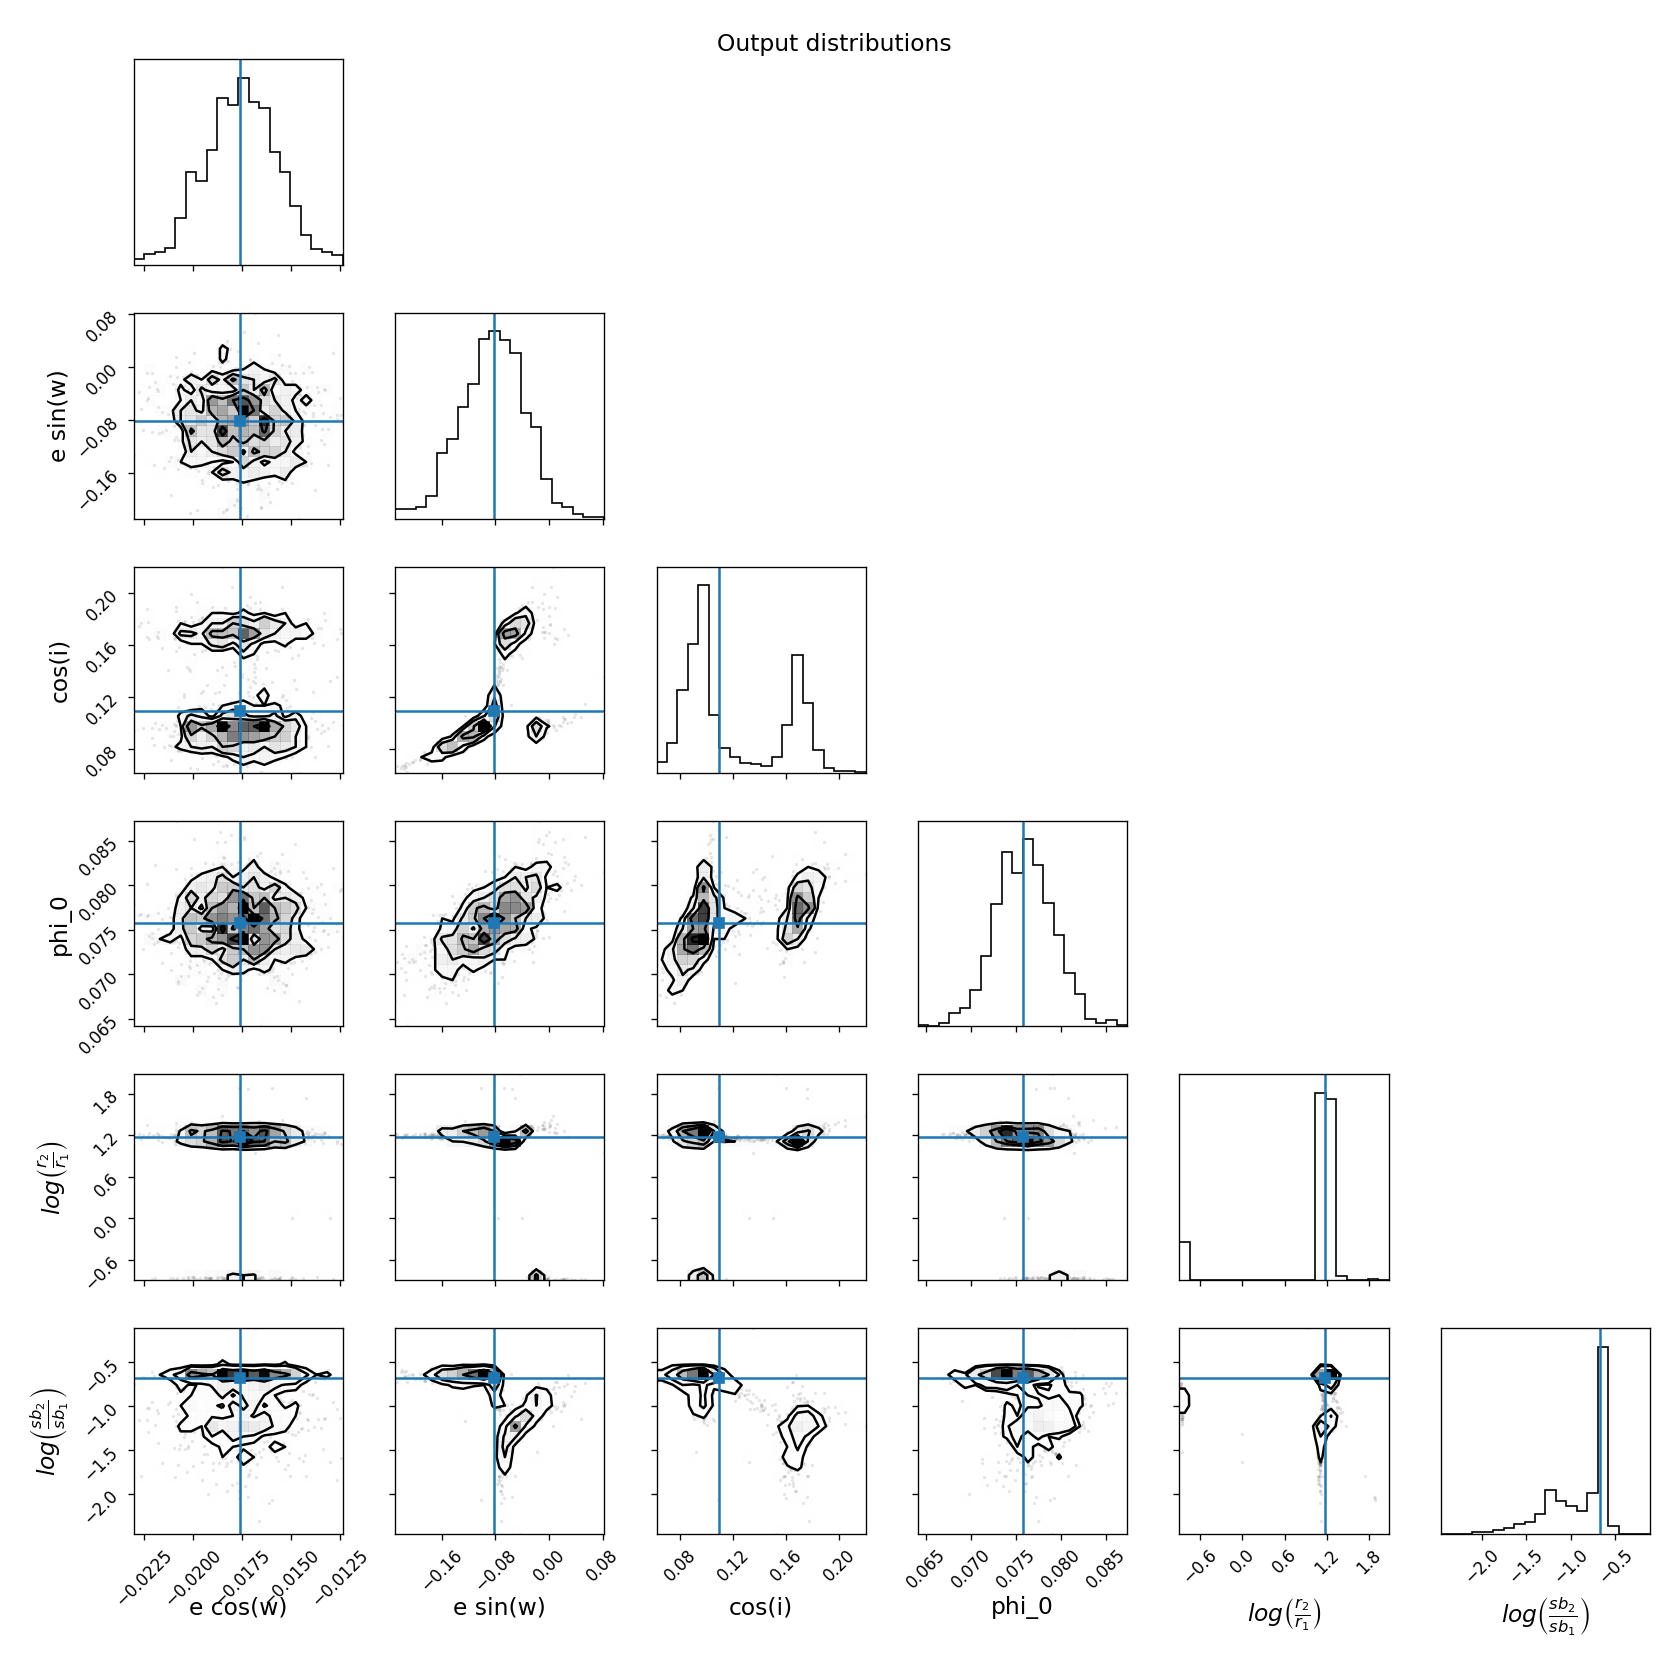 Output distributions
e sin(w)
0.08
0.00
−0.08
−0.16
cos(i)
0.20
0.16
0.12
0.08
phi_0
0.085
0.080
0.075
0.070
0.065
log(r₂/r₁)
1.8
1.2
0.6
0.0
−0.6
log(sb₂/sb₁)
−0.5
−1.0
−1.5
−2.0
−0.0225 −0.0200 −0.0175 −0.0150 −0.0125
−0.16 −0.08 0.00 0.08
0.08 0.12 0.16 0.20
0.065 0.070 0.075 0.080 0.085
−0.6 0.0 0.6 1.2 1.8
−2.0 −1.5 −1.0 −0.5
e cos(w)
e sin(w)
cos(i)
phi_0
log(r₂/r₁)
log(sb₂/sb₁)